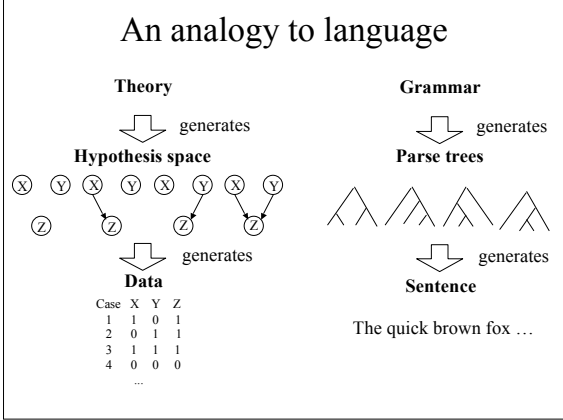 An analogy to language
Theory
generates
Hypothesis space
X Y X Y X Y X Y
Z Z Z Z
generates
Data
Case X Y Z
1 1 0 1
2 0 1 1
3 1 1 1
4 0 0 0
...
Grammar
generates
Parse trees
generates
Sentence
The quick brown fox …